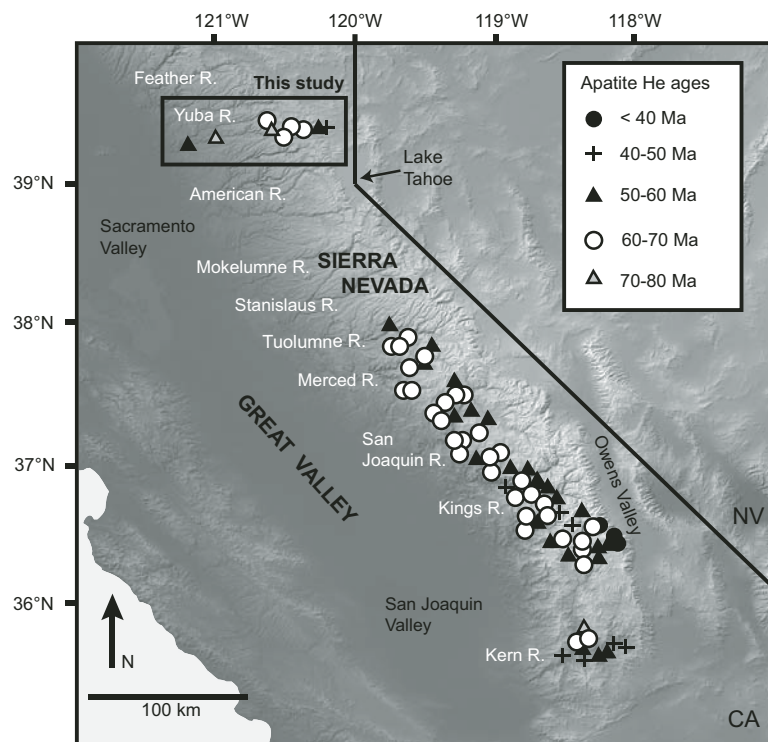 121°W 120°W 119°W 118°W
Feather R.
This study
Yuba R.
Apatite He ages
< 40 Ma
40-50 Ma
50-60 Ma
60-70 Ma
70-80 Ma
Lake
Tahoe
39°N
American R.
Sacramento
Valley
SIERRA
NEVADA
Mokelumne R.
Stanislaus R.
38°N
Tuolumne R.
Merced R.
GREAT VALLEY
San
Joaquin R.
37°N
Owens Valley
Kings R.
NV
36°N
San Joaquin
Valley
Kern R.
N
100 km
CA